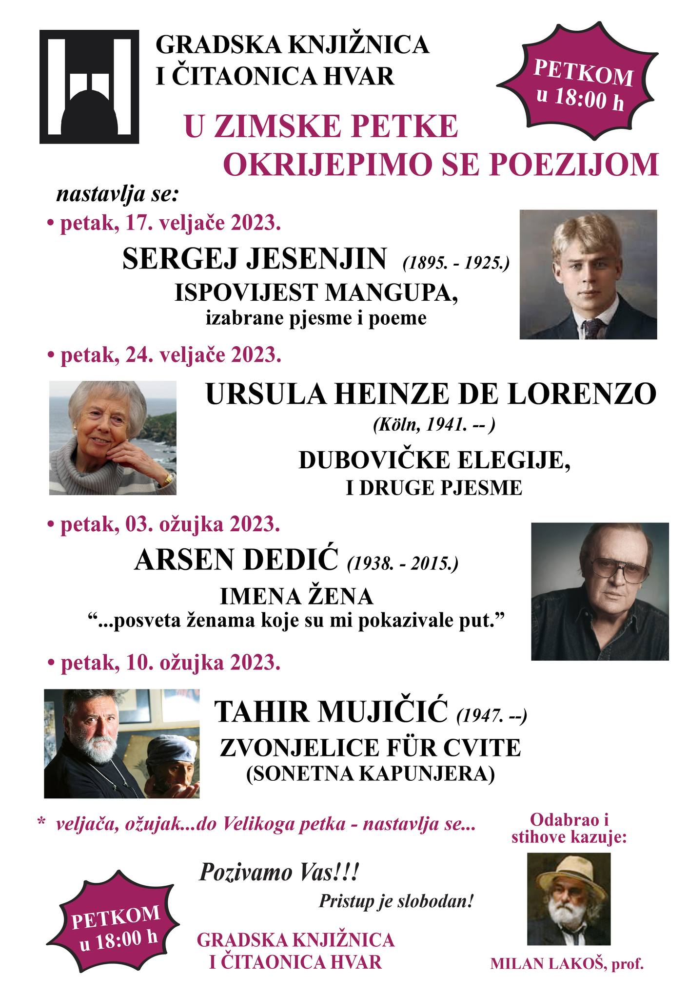 GRADSKA KNJIŽNICA
I ČITAONICA HVAR
PETKOM
u 18:00 h
U ZIMSKE PETKE
OKRIJEPIMO SE POEZIJOM
nastavlja se:
• petak, 17. veljače 2023.
SERGEJ JESENJIN (1895. - 1925.)
ISPOVIJEST MANGUPA,
izabrane pjesme i poeme
• petak, 24. veljače 2023.
URSULA HEINZE DE LORENZO
(Köln, 1941. -- )
DUBOVIČKE ELEGIJE,
I DRUGE PJESME
• petak, 03. ožujka 2023.
ARSEN DEDIĆ (1938. - 2015.)
IMENA ŽENA
“...posveta ženama koje su mi pokazivale put.”
• petak, 10. ožujka 2023.
TAHIR MUJIČIĆ (1947. --)
ZVONJELICE FÜR CVITE
(SONETNA KAPUNJERA)
* veljača, ožujak...do Velikoga petka - nastavlja se...
Odabrao i
stihove kazuje:
Pozivamo Vas!!!
Pristup je slobodan!
PETKOM
u 18:00 h
GRADSKA KNJIŽNICA
I ČITAONICA HVAR
MILAN LAKOŠ, prof.